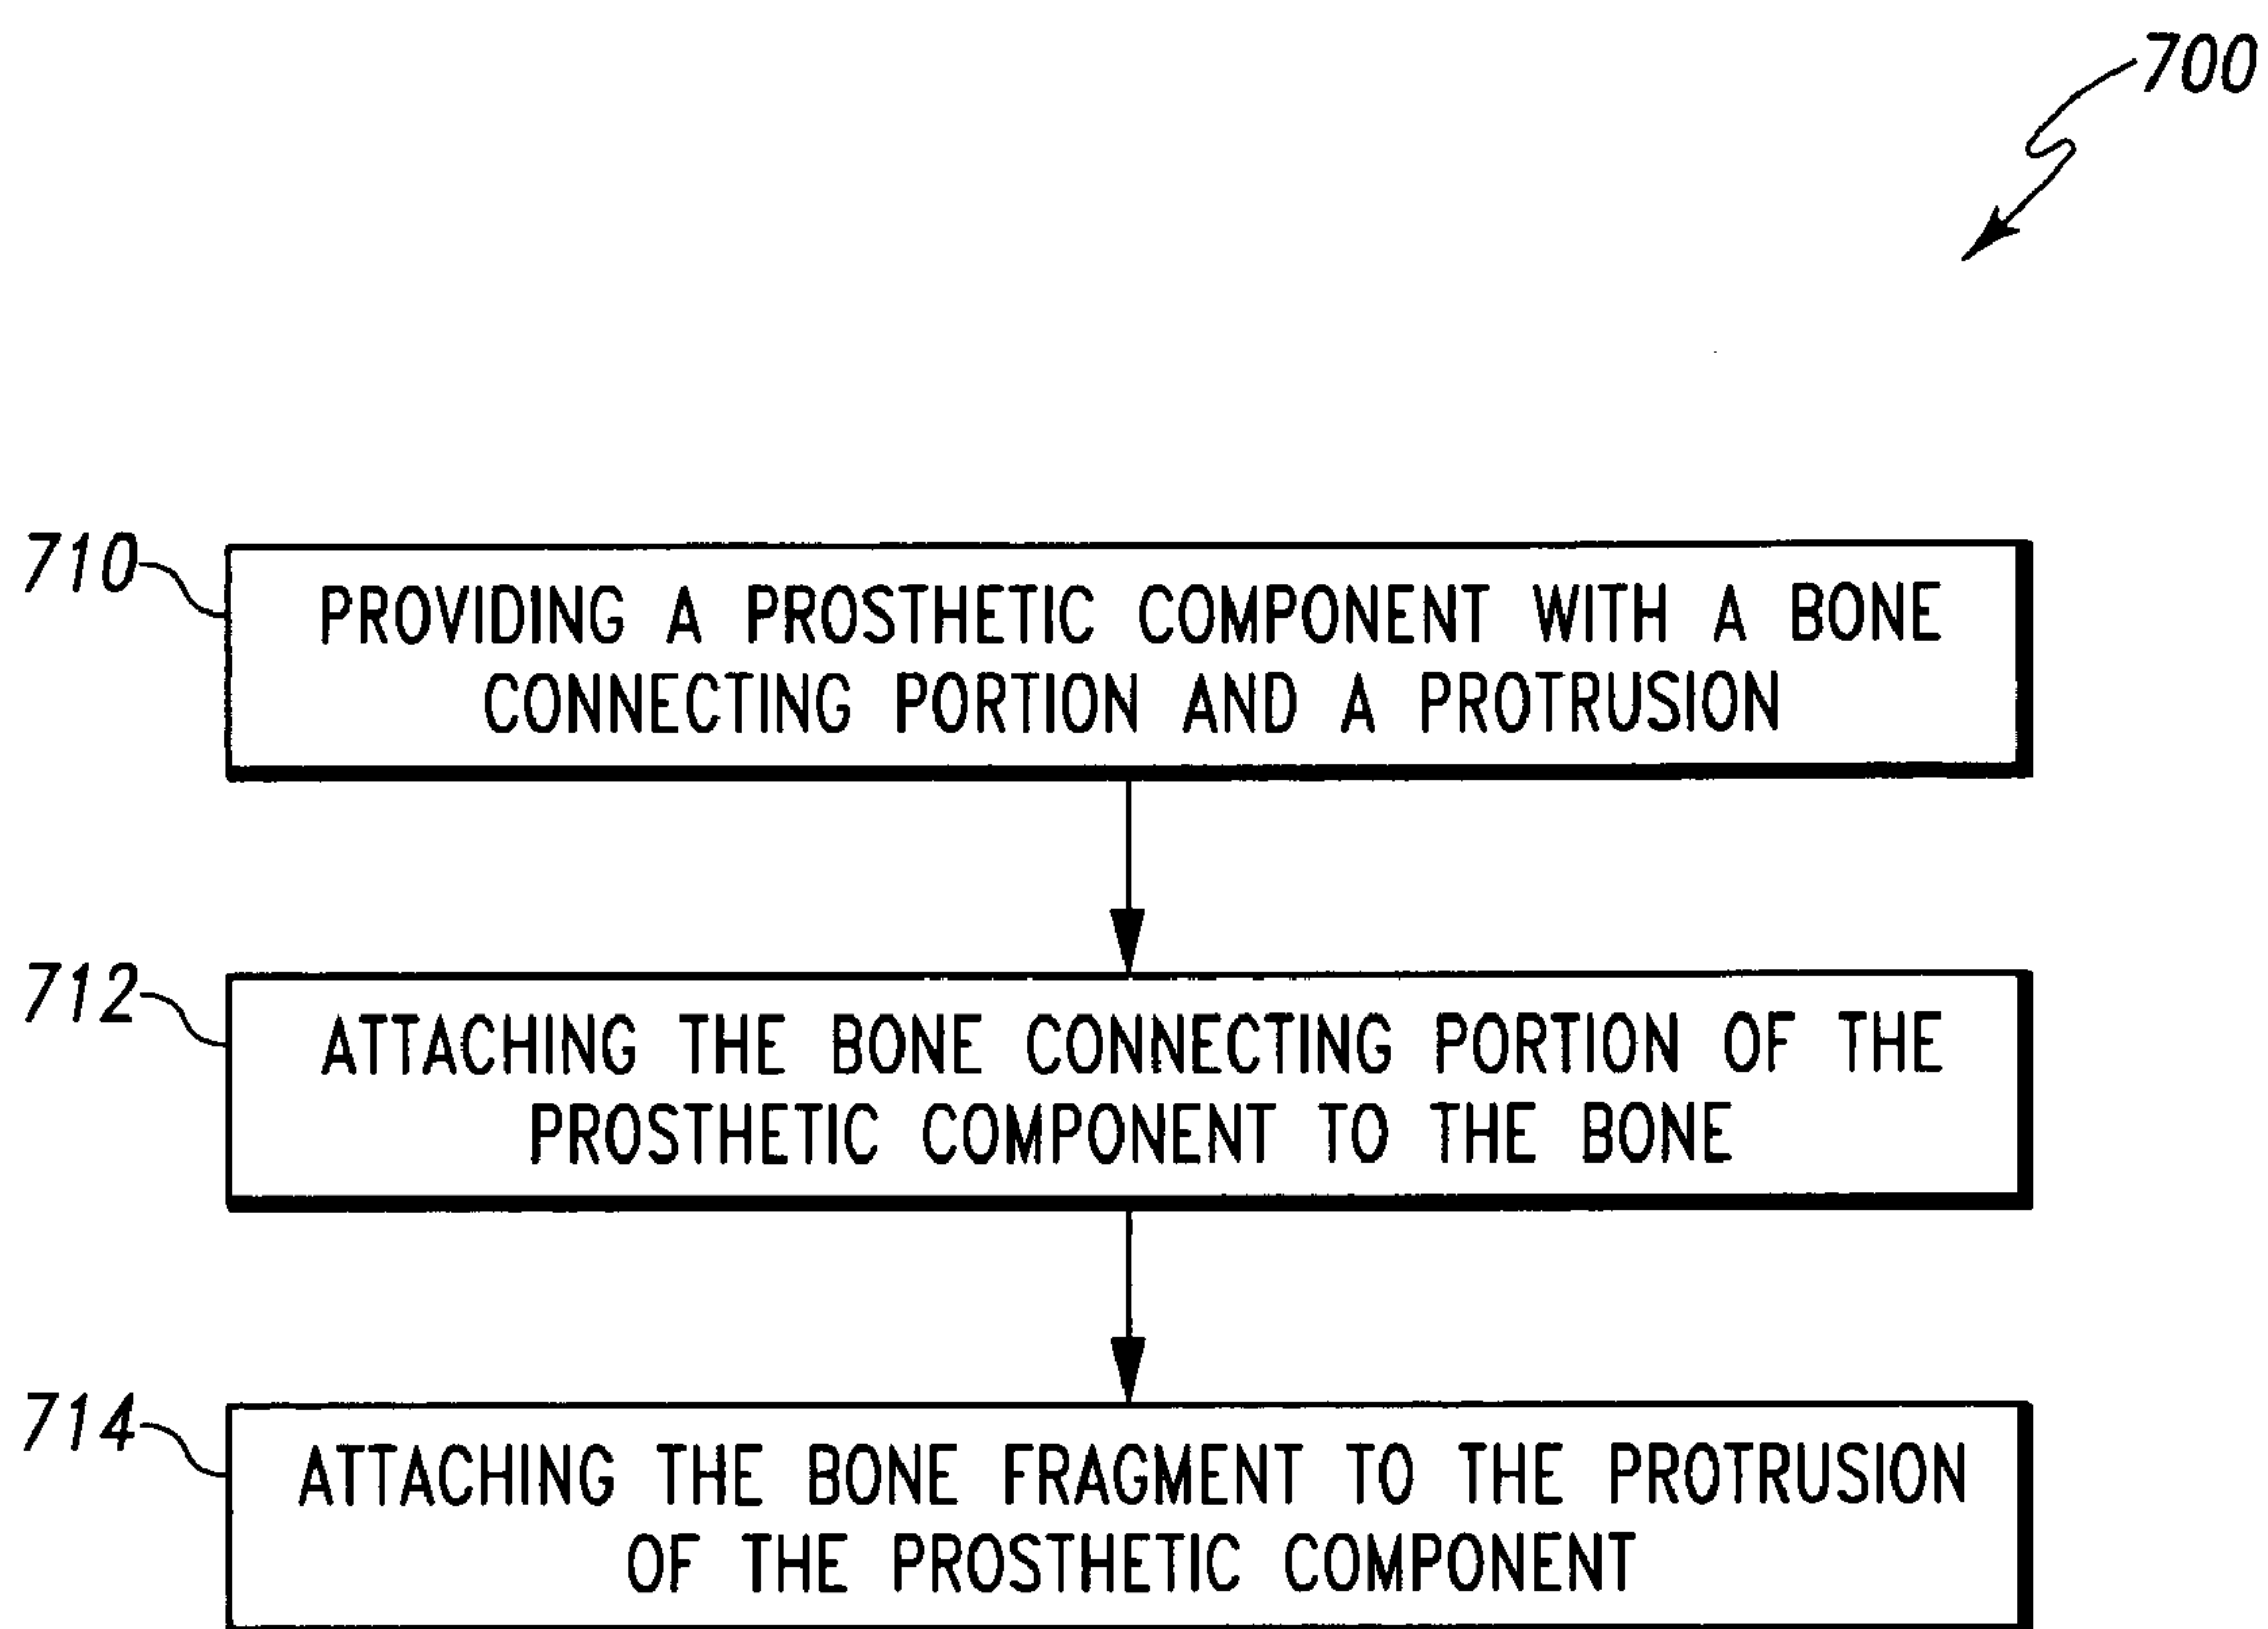 700
710
PROVIDING A PROSTHETIC COMPONENT WITH A BONE
CONNECTING PORTION AND A PROTRUSION
712
ATTACHING THE BONE CONNECTING PORTION OF THE
PROSTHETIC COMPONENT TO THE BONE
714
ATTACHING THE BONE FRAGMENT TO THE PROTRUSION
OF THE PROSTHETIC COMPONENT